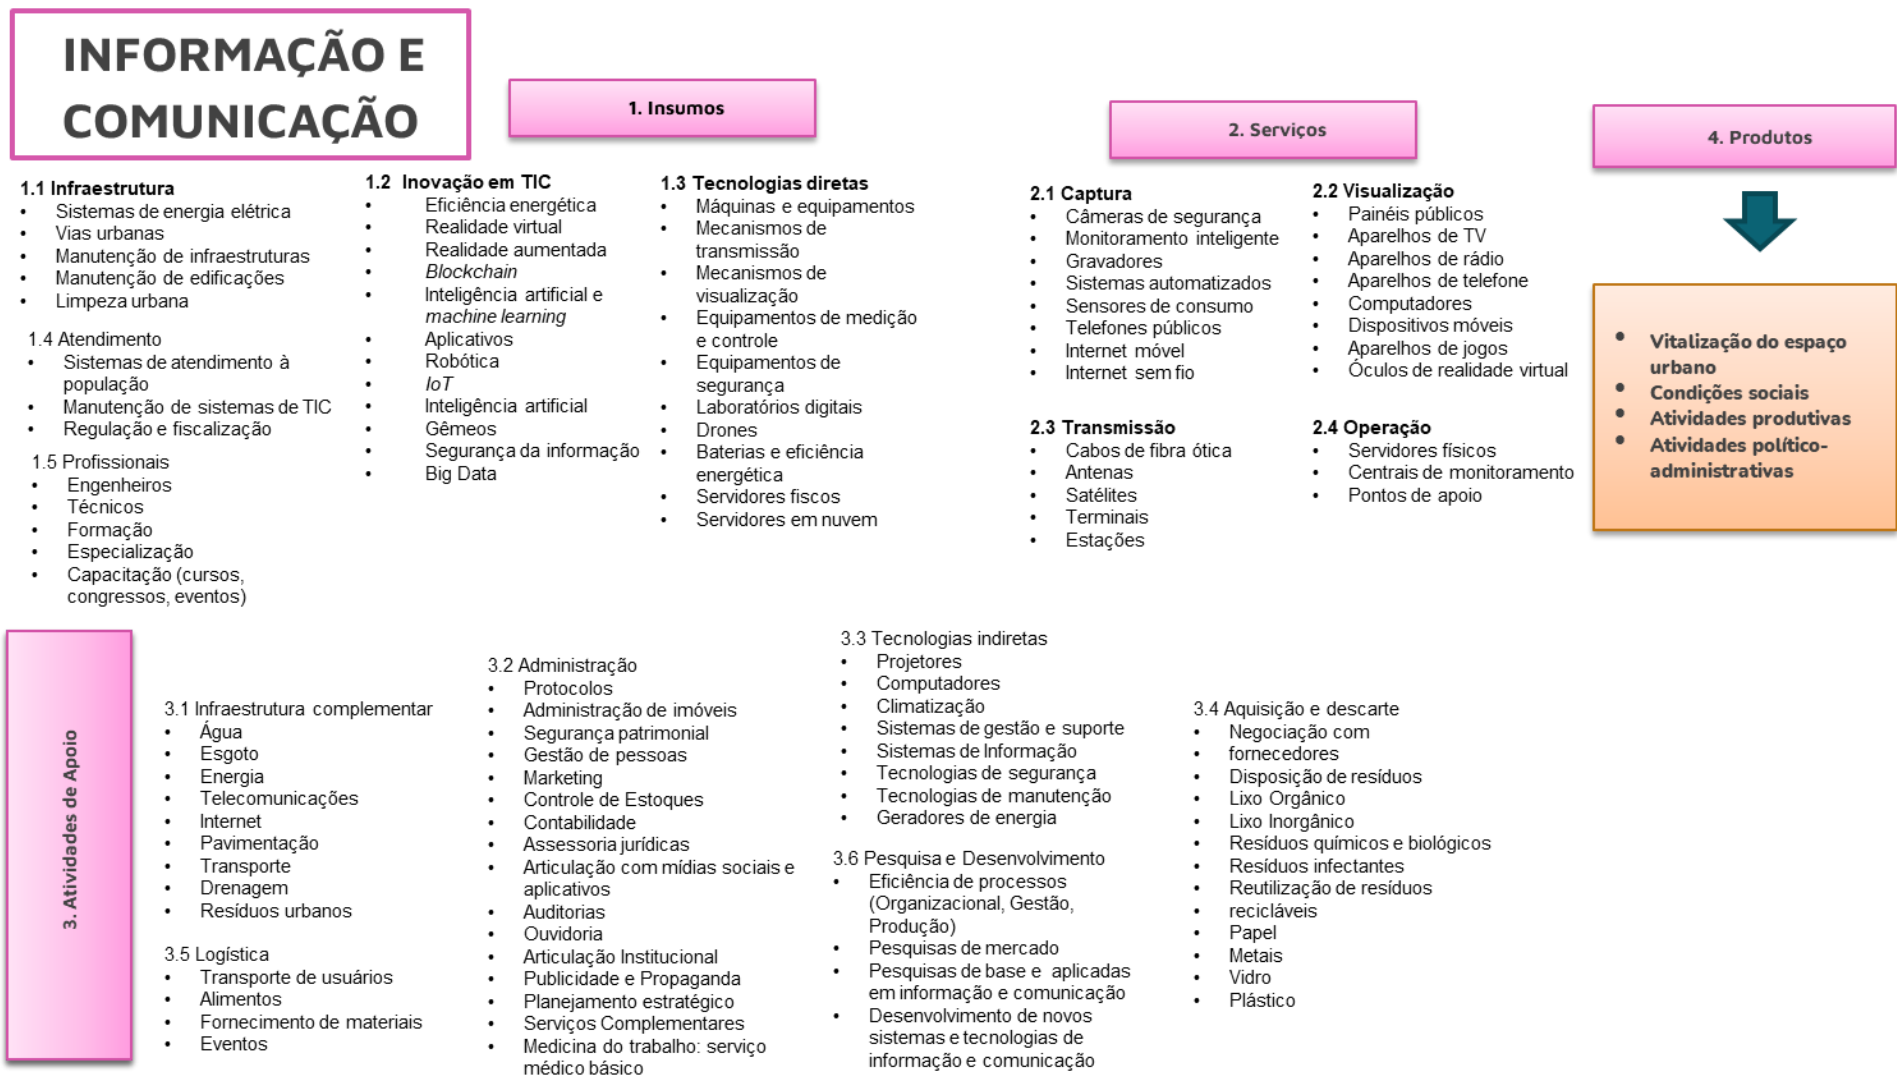 INFORMAÇÃO E
COMUNICAÇÃO
1. Insumos
1.1 Infraestrutura
• Sistemas de energia elétrica
• Vias urbanas
• Manutenção de infraestruturas
• Manutenção de edificações
• Limpeza urbana
1.4 Atendimento
• Sistemas de atendimento à
população
• Manutenção de sistemas de TIC
• Regulação e fiscalização
1.5 Profissionais
• Engenheiros
• Técnicos
• Formação
• Especialização
• Capacitação (cursos,
congressos, eventos)
1.2 Inovação em TIC
• Eficiência energética
• Realidade virtual
• Realidade aumentada
• Blockchain
• Inteligência artificial e
machine learning
• Aplicativos
• Robótica
• IoT
• Inteligência artificial
• Gêmeos
• Segurança da informação
• Big Data
1.3 Tecnologias diretas
• Máquinas e equipamentos
• Mecanismos de
transmissão
• Mecanismos de
visualização
• Equipamentos de medição
e controle
• Equipamentos de
segurança
• Laboratórios digitais
• Drones
• Baterias e eficiência
energética
• Servidores fiscos
• Servidores em nuvem
2. Serviços
2.1 Captura
• Câmeras de segurança
• Monitoramento inteligente
• Gravadores
• Sistemas automatizados
• Sensores de consumo
• Telefones públicos
• Internet móvel
• Internet sem fio
2.2 Visualização
• Painéis públicos
• Aparelhos de TV
• Aparelhos de rádio
• Aparelhos de telefone
• Computadores
• Dispositivos móveis
• Aparelhos de jogos
• Óculos de realidade virtual
2.3 Transmissão
• Cabos de fibra ótica
• Antenas
• Satélites
• Terminais
• Estações
2.4 Operação
• Servidores físicos
• Centrais de monitoramento
• Pontos de apoio
4. Produtos
• Vitalização do espaço
urbano
• Condições sociais
• Atividades produtivas
• Atividades político-
administrativas
3. Atividades de Apoio
3.1 Infraestrutura complementar
• Água
• Esgoto
• Energia
• Telecomunicações
• Internet
• Pavimentação
• Transporte
• Drenagem
• Resíduos urbanos
3.5 Logística
• Transporte de usuários
• Alimentos
• Fornecimento de materiais
• Eventos
3.2 Administração
• Protocolos
• Administração de imóveis
• Segurança patrimonial
• Gestão de pessoas
• Marketing
• Controle de Estoques
• Contabilidade
• Assessoria jurídicas
• Articulação com mídias sociais e
aplicativos
• Auditorias
• Ouvidoria
• Articulação Institucional
• Publicidade e Propaganda
• Planejamento estratégico
• Serviços Complementares
• Medicina do trabalho: serviço
médico básico
3.3 Tecnologias indiretas
• Projetores
• Computadores
• Climatização
• Sistemas de gestão e suporte
• Sistemas de Informação
• Tecnologias de segurança
• Tecnologias de manutenção
• Geradores de energia
3.6 Pesquisa e Desenvolvimento
• Eficiência de processos
(Organizacional, Gestão,
Produção)
• Pesquisas de mercado
• Pesquisas de base e aplicadas
em informação e comunicação
• Desenvolvimento de novos
sistemas e tecnologias de
informação e comunicação
3.4 Aquisição e descarte
• Negociação com
• fornecedores
• Disposição de resíduos
• Lixo Orgânico
• Lixo Inorgânico
• Resíduos químicos e biológicos
• Resíduos infectantes
• Reutilização de resíduos
• recicláveis
• Papel
• Metais
• Vidro
• Plástico